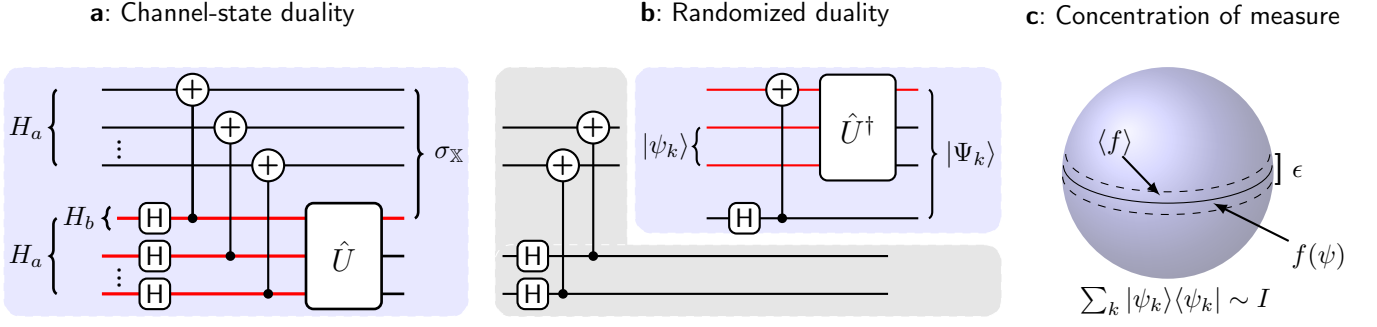 a: Channel-state duality
H_a
⋮
σ_𝕏
H_b
H_a
H
H
⋮
H
Û
b: Randomized duality
|ψ_k⟩
Û†
|Ψ_k⟩
H
H
H
c: Concentration of measure
⟨f⟩
ϵ
f(ψ)
∑_k |ψ_k⟩⟨ψ_k| ∼ I